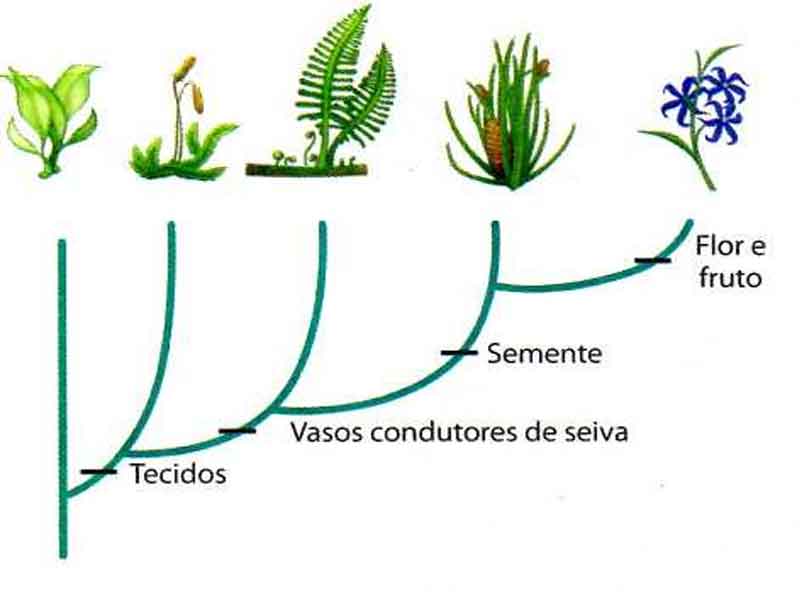 Flor e
fruto
Semente
Vasos condutores de seiva
Tecidos